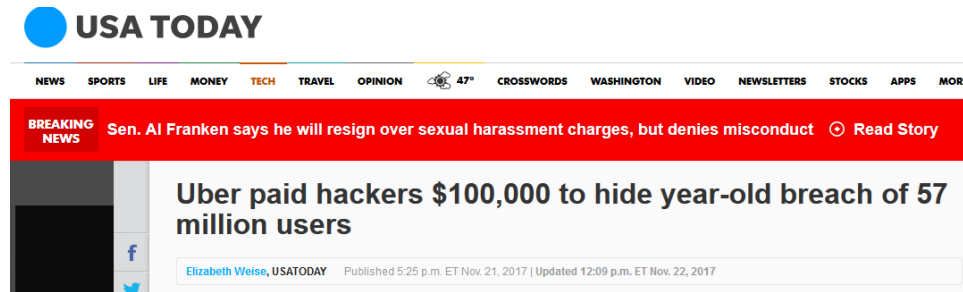 USA TODAY
NEWS SPORTS LIFE MONEY TECH TRAVEL OPINION 47° CROSSWORDS WASHINGTON VIDEO NEWSLETTERS STOCKS APPS MOR
BREAKING NEWS Sen. Al Franken says he will resign over sexual harassment charges, but denies misconduct Read Story
Uber paid hackers $100,000 to hide year-old breach of 57
million users
f
Elizabeth Weise, USATODAY Published 5:25 p.m. ET Nov. 21, 2017 | Updated 12:09 p.m. ET Nov. 22, 2017